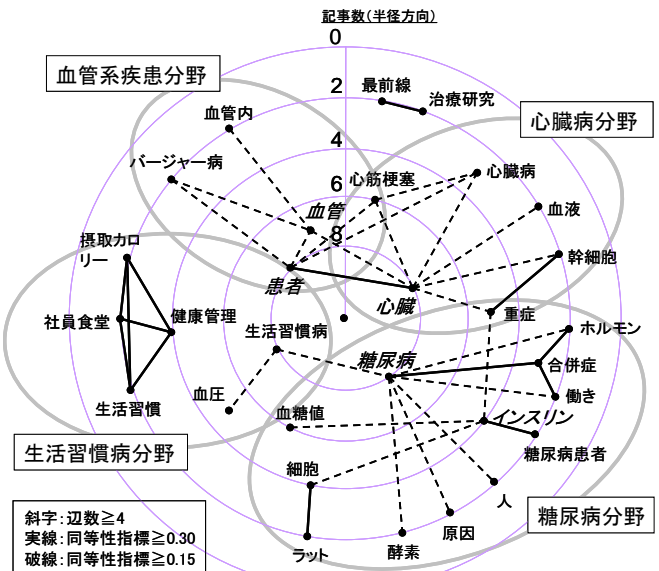 記事数(半径方向)
0
2
4
6
8
血管系疾患分野
心臓病分野
生活習慣病分野
糖尿病分野
最前線
治療研究
血管内
バージャー病
心筋梗塞
心臓病
血管
血液
幹細胞
患者
心臓
重症
摂取カロ
リー
社員食堂
健康管理
生活習慣病
生活習慣
血圧
糖尿病
ホルモン
合併症
働き
インスリン
糖尿病患者
血糖値
細胞
人
原因
酵素
ラット
斜字:辺数≧4
実線:同等性指標≧0.30
破線:同等性指標≧0.15